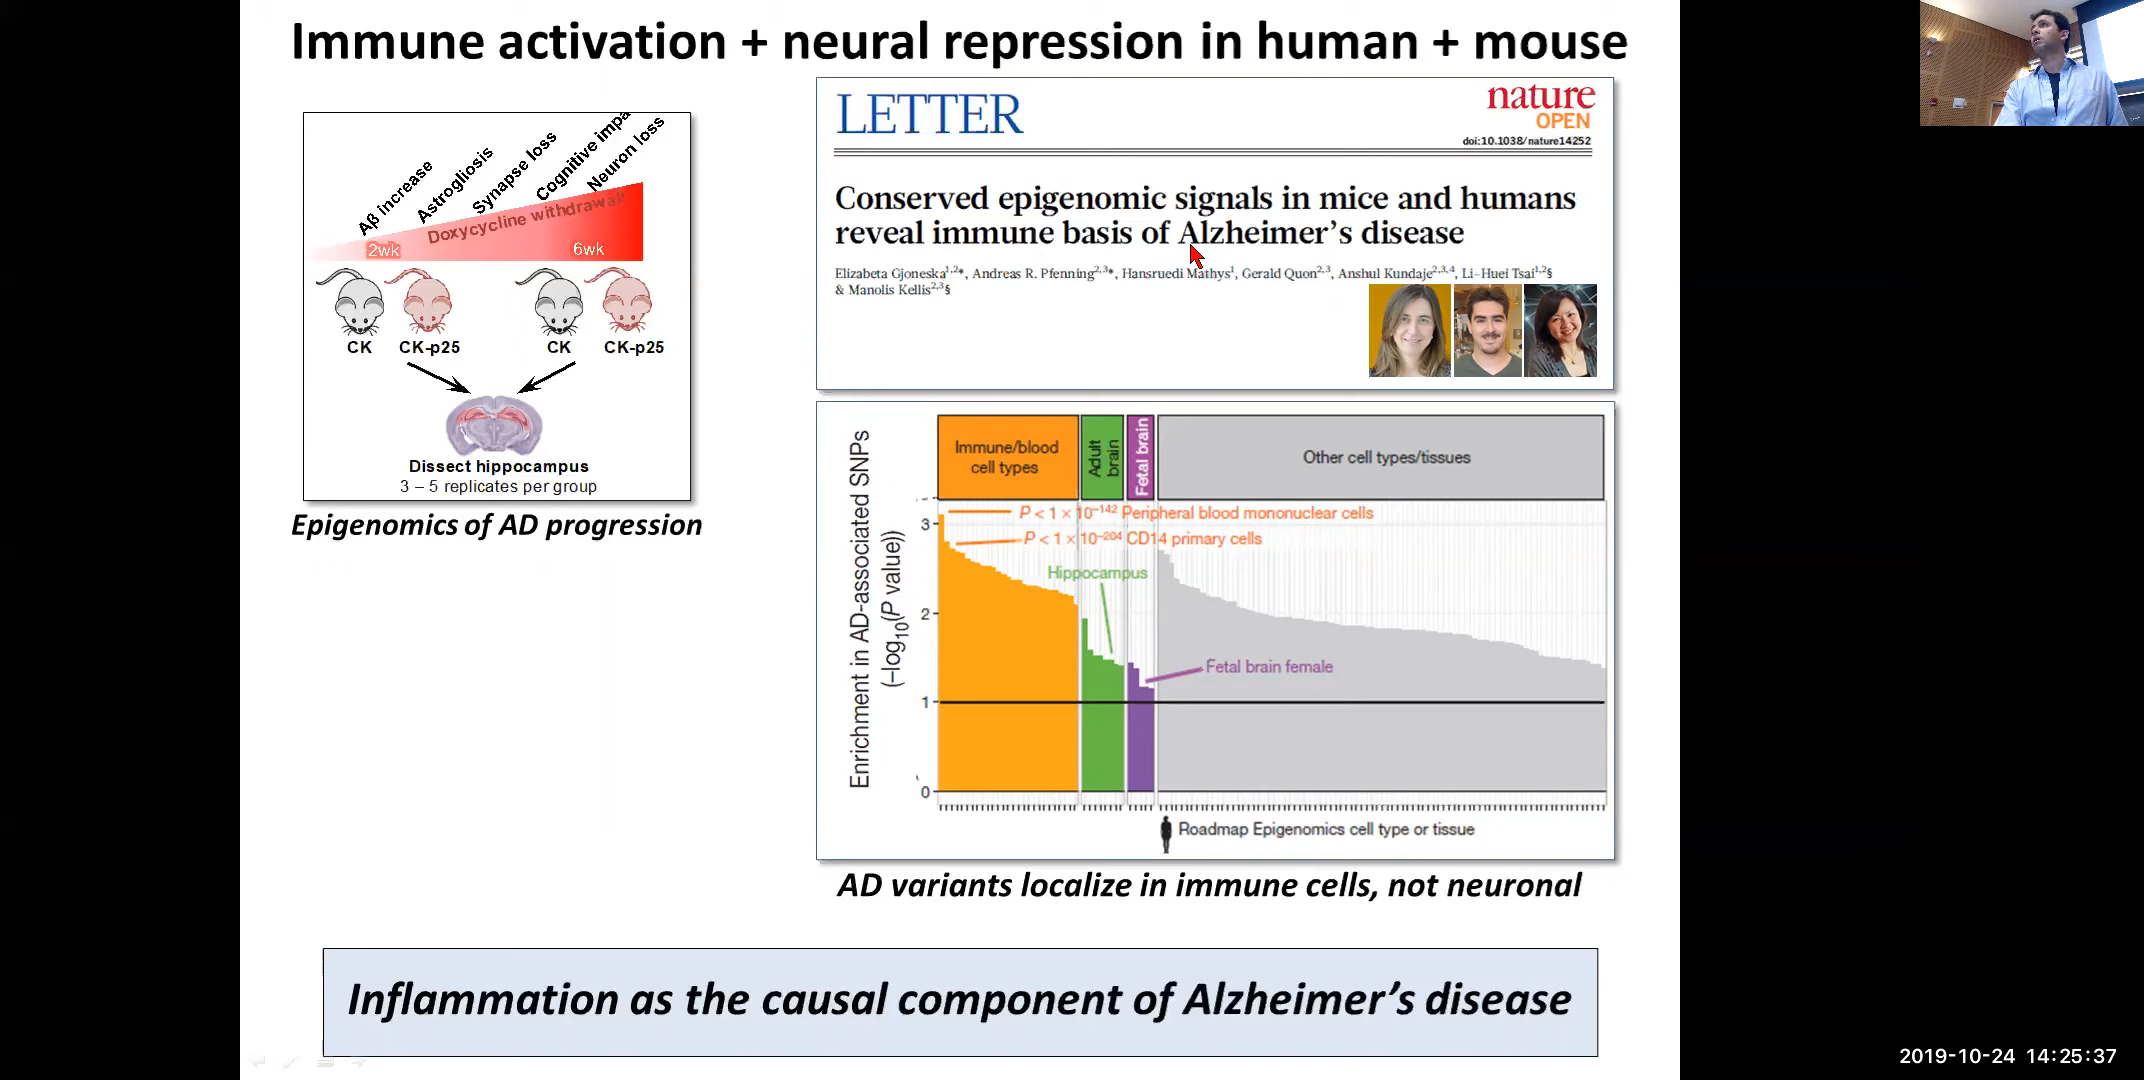 Immune activation + neural repression in human + mouse
Aβ increase
Astrogliosis
Synapse loss
Cognitive impa
Neuron loss
Doxycycline withdrawal
2wk
6wk
CK
CK-p25
CK
CK-p25
Dissect hippocampus
3 – 5 replicates per group
Epigenomics of AD progression
LETTER
nature
OPEN
doi:10.1038/nature14252
Conserved epigenomic signals in mice and humans
reveal immune basis of Alzheimer's disease
Elizabeta Gjoneska1,2*, Andreas R. Pfenning2,3*, Hansruedi Mathys1, Gerald Quon2,3, Anshul Kundaje2,3,4, Li-Huei Tsai1,2§
& Manolis Kellis2,3§
Immune/blood
cell types
Adult
brain
Fetal brain
Other cell types/tissues
Enrichment in AD-associated SNPs
(–log10(P value))
3
2
1
0
P < 1 × 10–142 Peripheral blood mononuclear cells
P < 1 × 10–204 CD14 primary cells
Hippocampus
Fetal brain female
Roadmap Epigenomics cell type or tissue
AD variants localize in immune cells, not neuronal
Inflammation as the causal component of Alzheimer's disease
2019-10-24 14:25:37